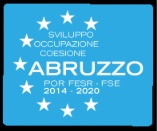 SVILUPPO
OCCUPAZIONE
COESIONE
ABRUZZO
POR FESR - FSE
2014 - 2020